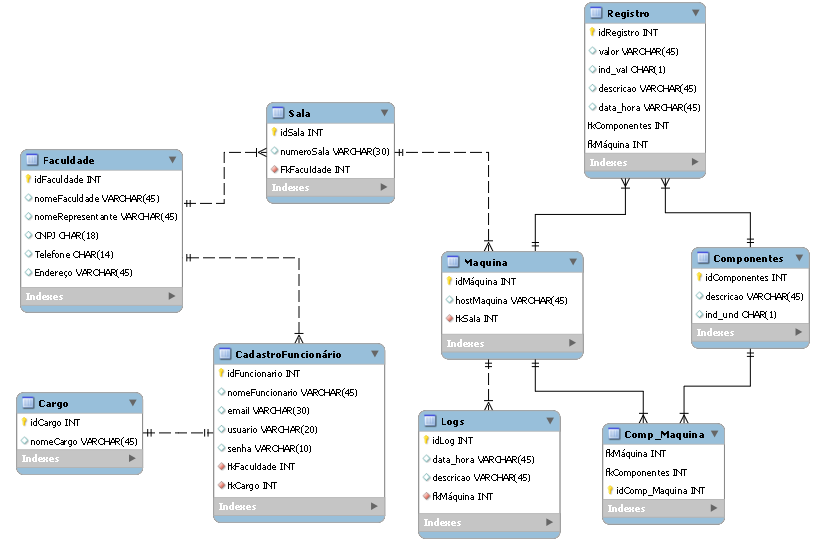 Registro
idRegistro INT
valor VARCHAR(45)
ind_val CHAR(1)
descricao VARCHAR(45)
data_hora VARCHAR(45)
fkComponentes INT
fkMáquina INT
Indexes
Sala
idSala INT
numeroSala VARCHAR(30)
FkFaculdade INT
Indexes
Faculdade
idFaculdade INT
nomeFaculdade VARCHAR(45)
nomeRepresentante VARCHAR(45)
CNPJ CHAR(18)
Telefone CHAR(14)
Endereço VARCHAR(45)
Indexes
Maquina
idMáquina INT
hostMaquina VARCHAR(45)
fkSala INT
Indexes
Componentes
idComponentes INT
descricao VARCHAR(45)
ind_und CHAR(1)
Indexes
CadastroFuncionário
idFuncionario INT
nomeFuncionario VARCHAR(45)
email VARCHAR(30)
usuario VARCHAR(20)
senha VARCHAR(10)
fkFaculdade INT
fkCargo INT
Indexes
Cargo
idCargo INT
nomeCargo VARCHAR(45)
Indexes
Logs
idLog INT
data_hora VARCHAR(45)
descricao VARCHAR(45)
fkMáquina INT
Indexes
Comp_Maquina
fkMáquina INT
fkComponentes INT
idComp_Maquina INT
Indexes